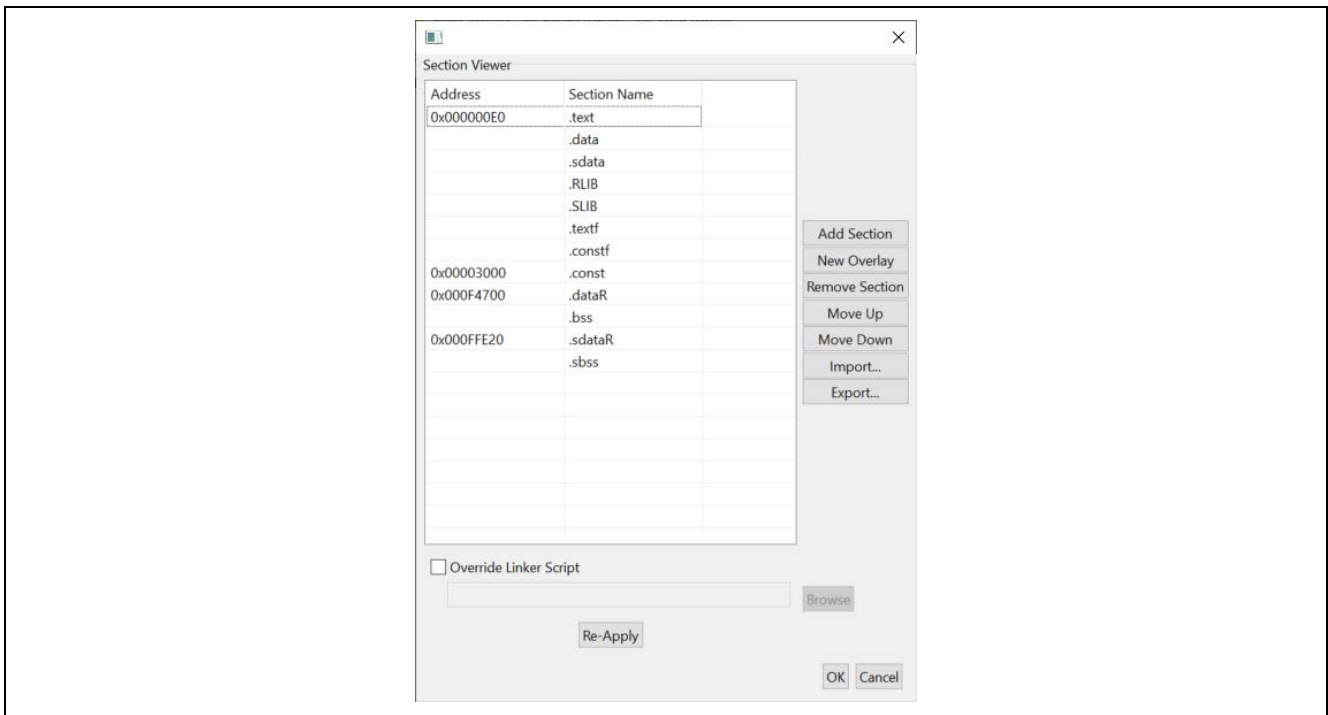 Section Viewer
Address Section Name
0x000000E0 .text
.data
.sdata
.RLIB
.SLIB
.textf
.constf
0x00003000 .const
0x000F4700 .dataR
.bss
0x000FFE20 .sdataR
.sbss
Add Section
New Overlay
Remove Section
Move Up
Move Down
Import...
Export...
Override Linker Script
Browse
Re-Apply
OK Cancel